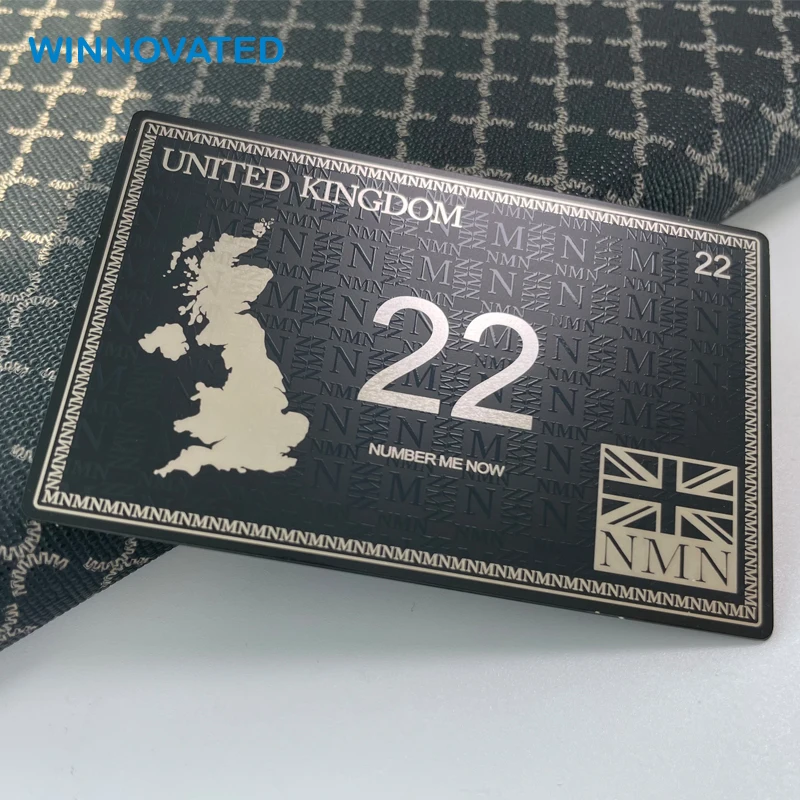 WINNOVATED
UNITED KINGDOM
22
22
NUMBER ME NOW
NMN